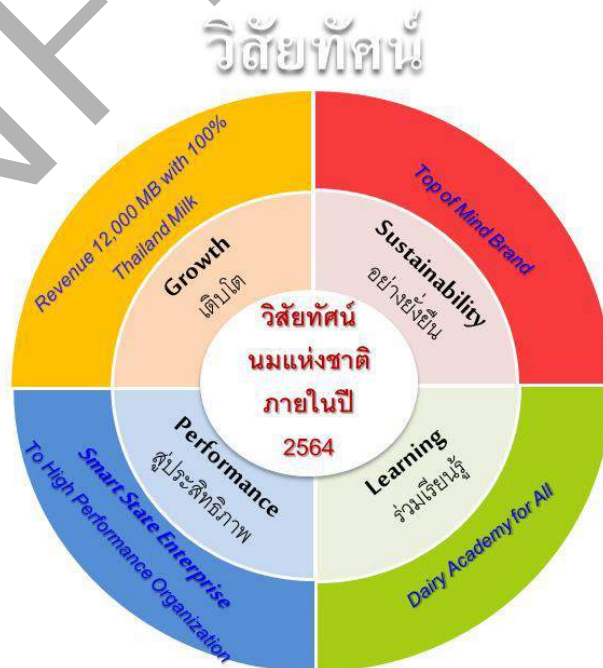 วิสัยทัศน์
Revenue 12,000 MB with 100%
Thailand Milk
Growth
เติบโต
Top of Mind Brand
Sustainability
อย่างยั่งยืน
วิสัยทัศน์
นมแห่งชาติ
ภายในปี
2564
Performance
สู่ประสิทธิภาพ
Smart State Enterprise
To High Performance Organization
Learning
ร่วมเรียนรู้
Dairy Academy for All